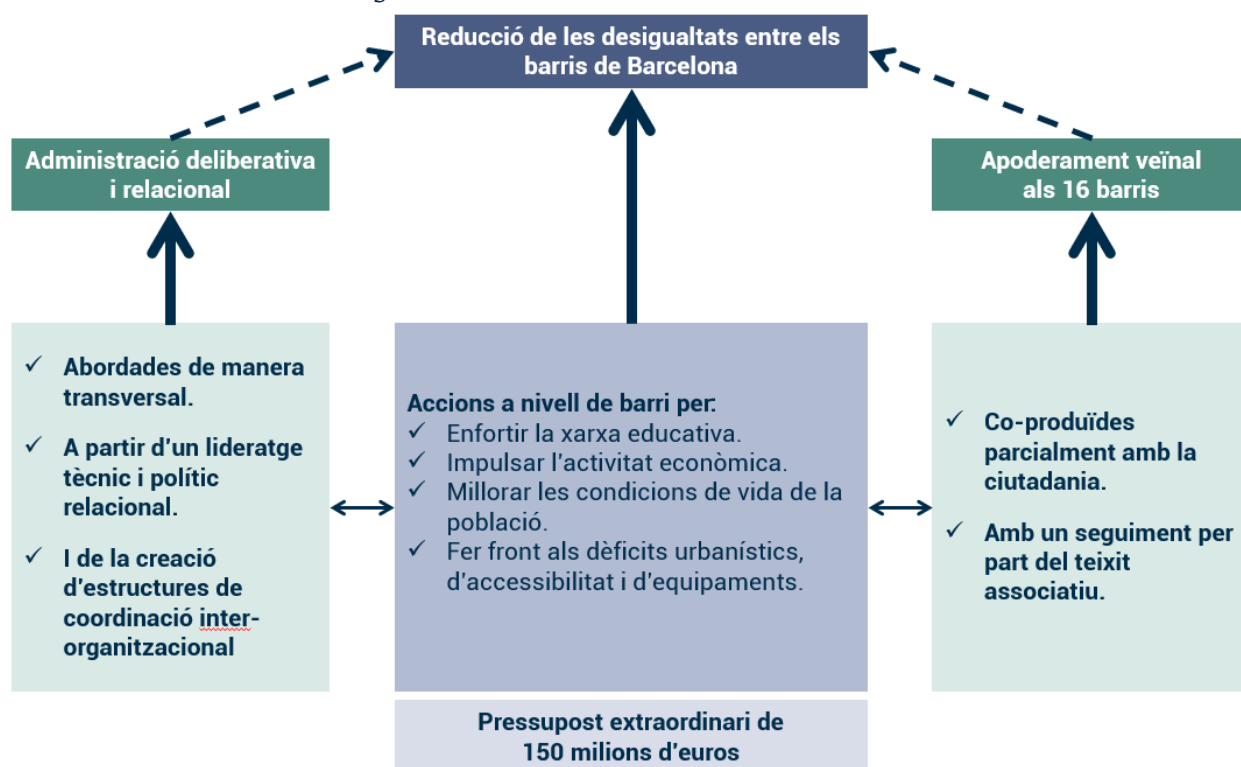 Reducció de les desigualtats entre els
barris de Barcelona
Administració deliberativa
i relacional
Apoderament veïnal
als 16 barris
✓ Abordades de manera
transversal.
✓ A partir d'un lideratge
tècnic i polític
relacional.
✓ I de la creació
d'estructures de
coordinació inter-
organitzacional
Accions a nivell de barri per:
✓ Enfortir la xarxa educativa.
✓ Impulsar l'activitat econòmica.
✓ Millorar les condicions de vida de la
població.
✓ Fer front als dèficits urbanístics,
d'accessibilitat i d'equipaments.
✓ Co-produïdes
parcialment amb la
ciutadania.
✓ Amb un seguiment per
part del teixit
associatiu.
Pressupost extraordinari de
150 milions d'euros